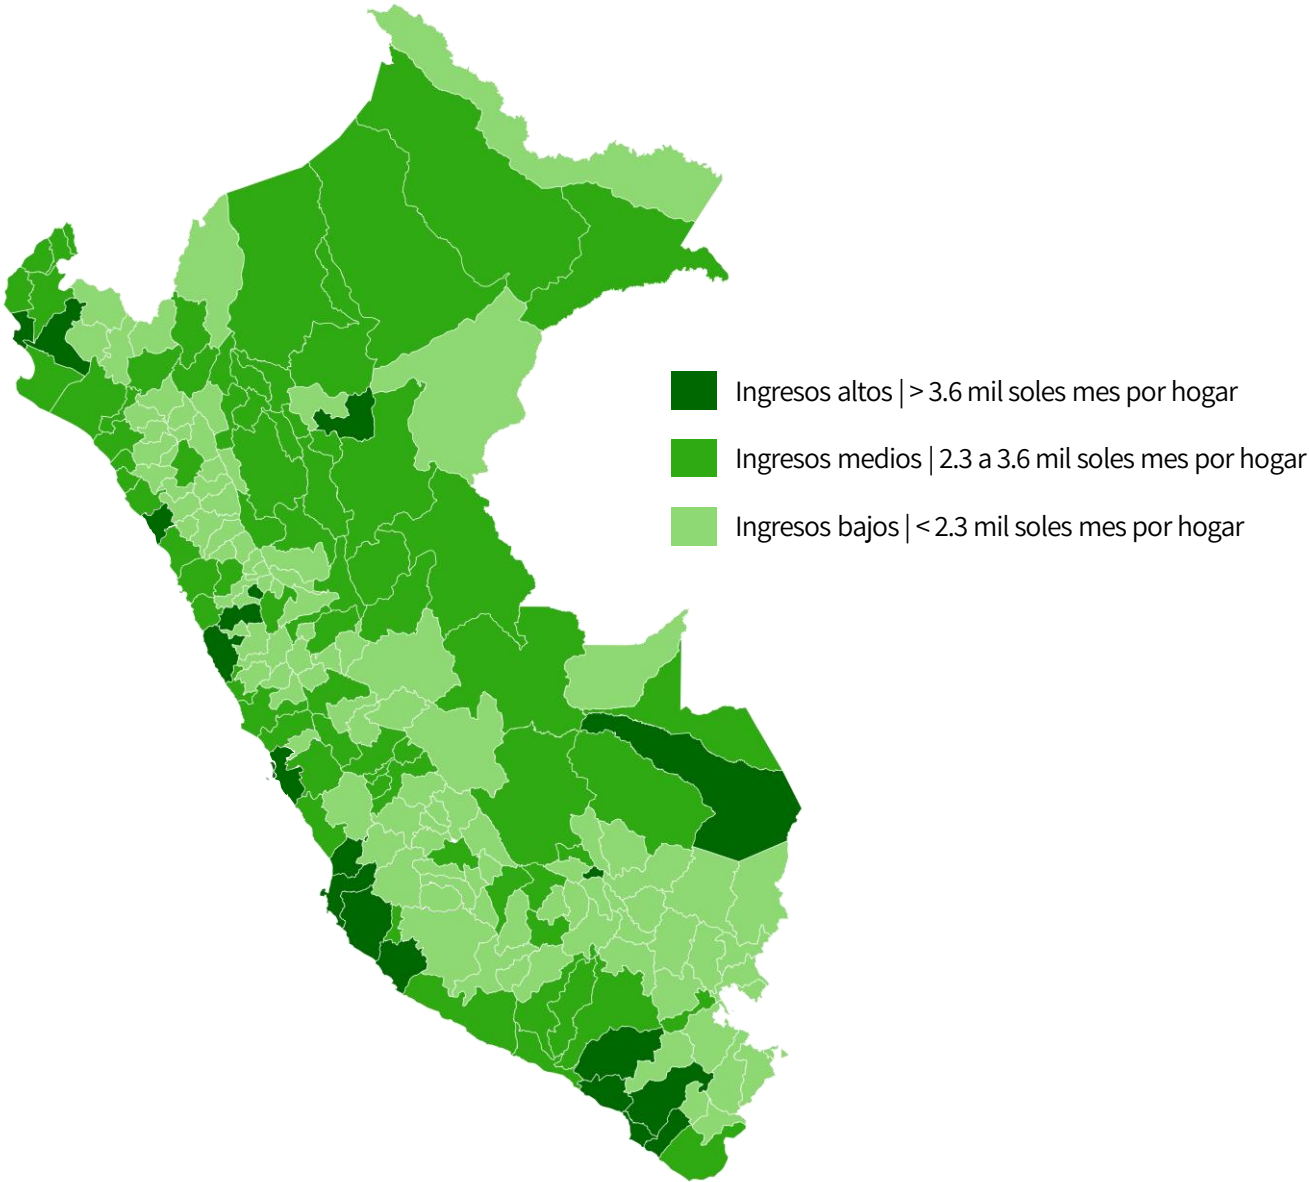 Ingresos altos | > 3.6 mil soles mes por hogar
Ingresos medios | 2.3 a 3.6 mil soles mes por hogar
Ingresos bajos | < 2.3 mil soles mes por hogar